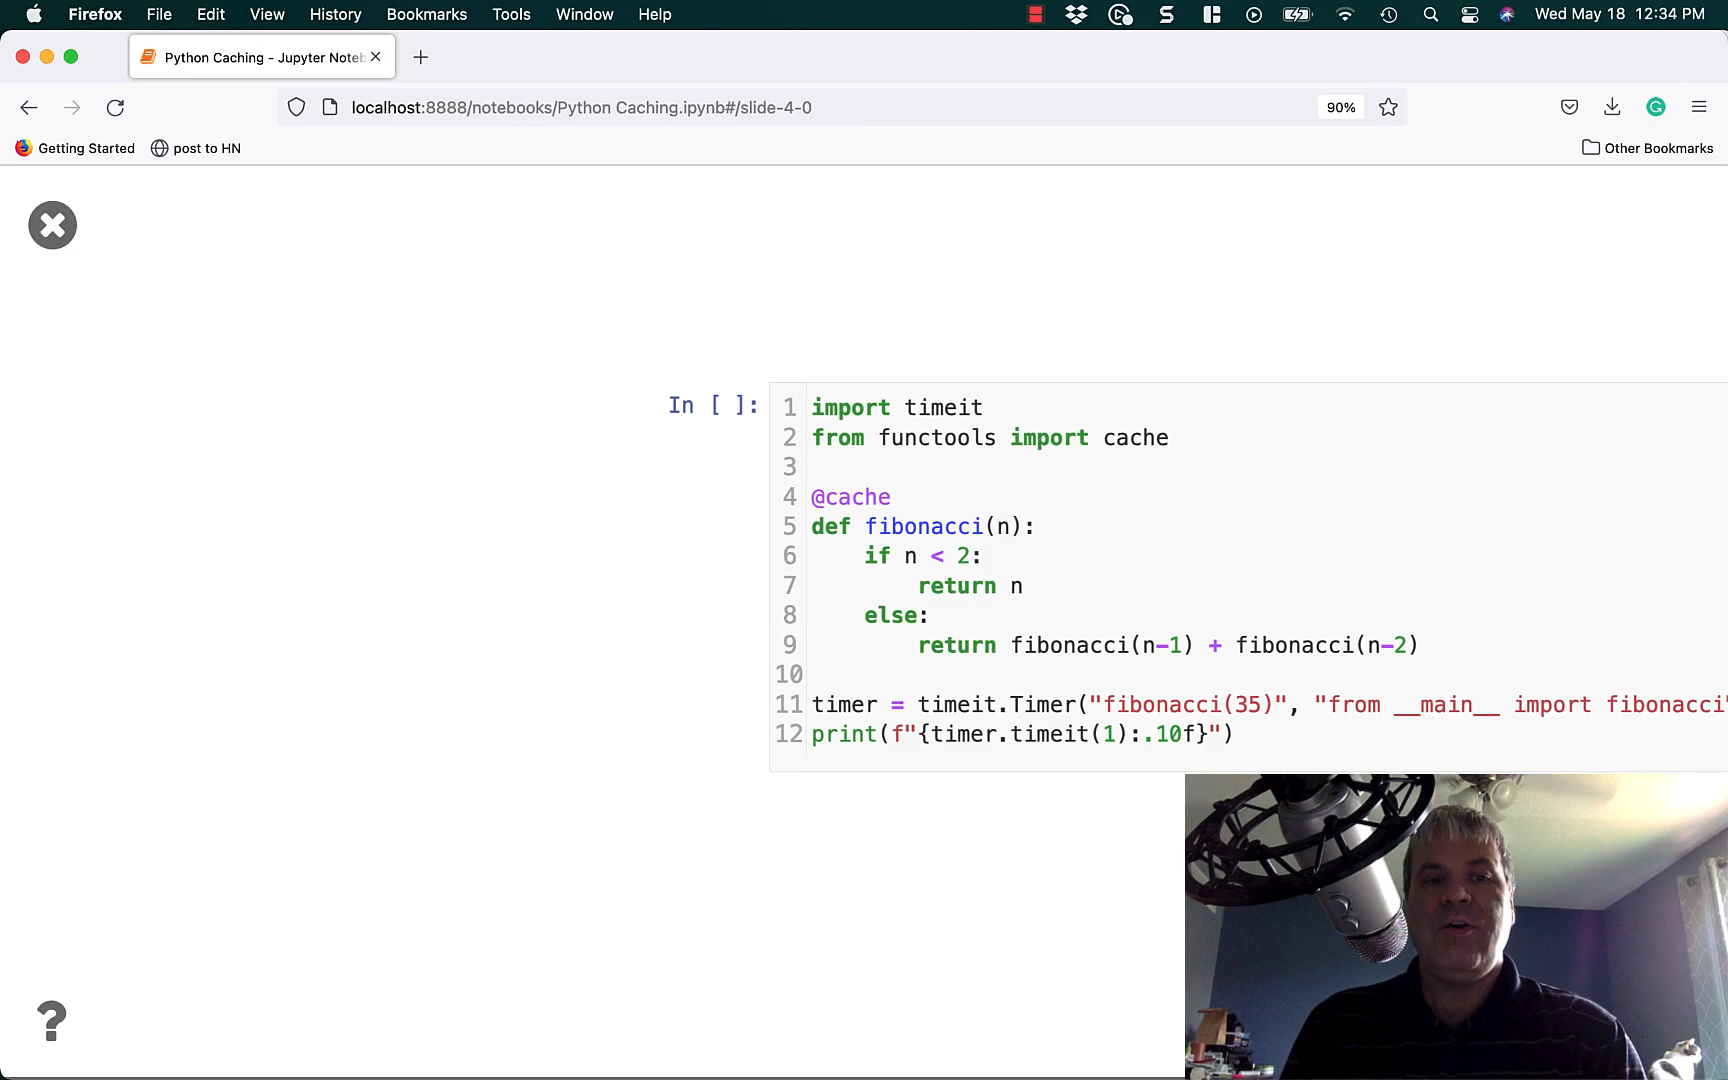 Firefox File Edit View History Bookmarks Tools Window Help Wed May 18 12:34 PM
Python Caching - Jupyter Noteb
localhost:8888/notebooks/Python Caching.ipynb#/slide-4-0 90%
Getting Started post to HN Other Bookmarks
In [ ]:
1 import timeit
2 from functools import cache
3
4 @cache
5 def fibonacci(n):
6 if n < 2:
7 return n
8 else:
9 return fibonacci(n-1) + fibonacci(n-2)
10
11 timer = timeit.Timer("fibonacci(35)", "from __main__ import fibonacci"
12 print(f"{timer.timeit(1):.10f}")
?